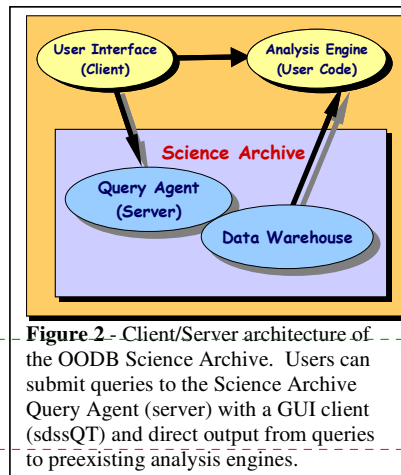 User Interface
(Client)
Analysis Engine
(User Code)
Science Archive
Query Agent
(Server)
Data Warehouse
Figure 2 - Client/Server architecture of
the OODB Science Archive. Users can
submit queries to the Science Archive
Query Agent (server) with a GUI client
(sdssQT) and direct output from queries
to preexisting analysis engines.